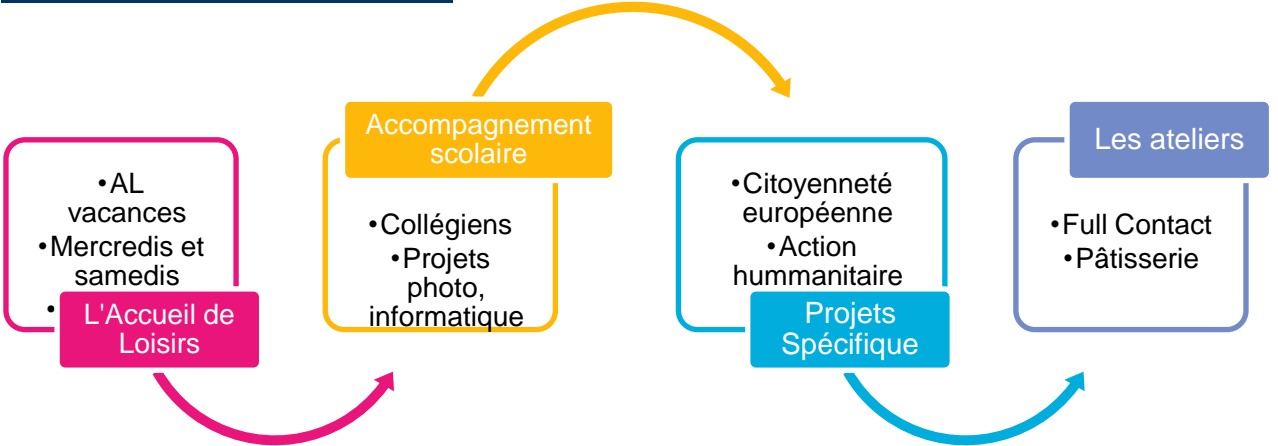 •AL
vacances
•Mercredis et
samedis
•
L'Accueil de
Loisirs
Accompagnement
scolaire
•Collégiens
•Projets
photo,
informatique
•Citoyenneté
européenne
•Action
hummanitaire
Projets
Spécifique
Les ateliers
•Full Contact
•Pâtisserie